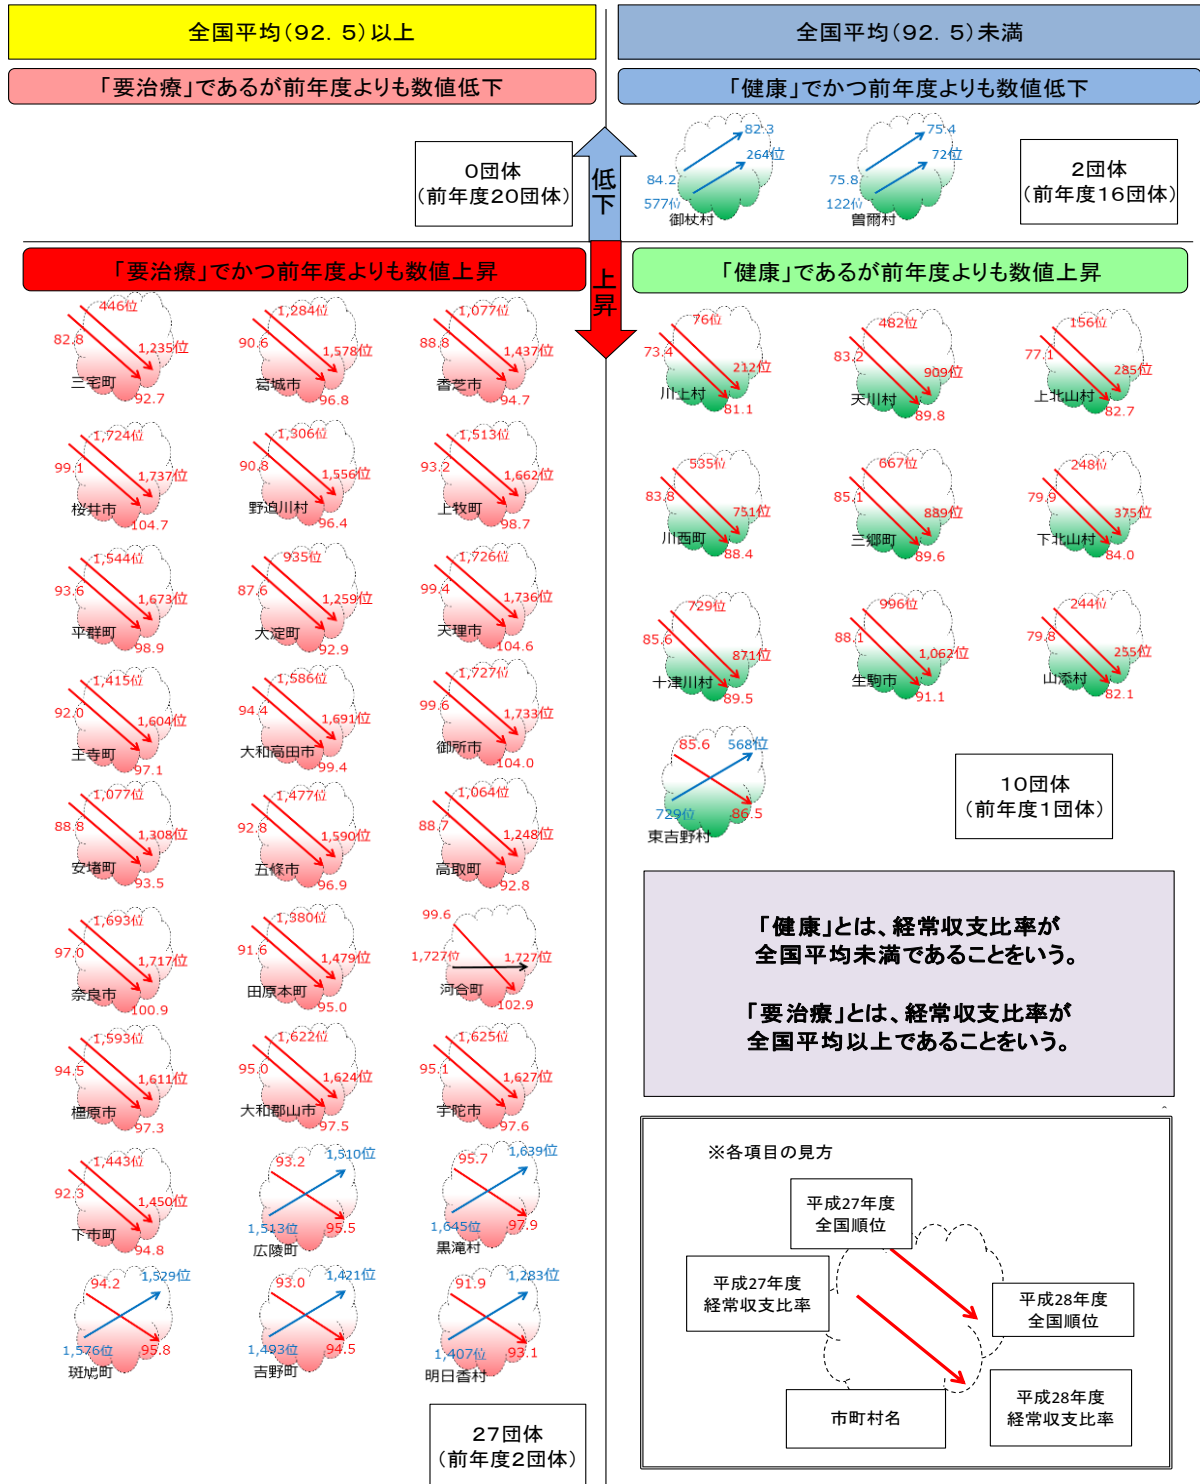 全国平均(92. 5)以上
全国平均(92. 5)未満
「要治療」であるが前年度よりも数値低下
「健康」でかつ前年度よりも数値低下
0団体
(前年度20団体)
低下
82.3
264位
84.2
577位
御杖村
75.4
72位
75.8
122位
曽爾村
2団体
(前年度16団体)
「要治療」でかつ前年度よりも数値上昇
上昇
「健康」であるが前年度よりも数値上昇
446位
82.8
1,235位
三宅町
92.7
1,284位
90.6
1,578位
葛城市
96.8
1,077位
88.8
1,437位
香芝市
94.7
1,724位
99.1
1,737位
桜井市
104.7
1,306位
90.8
1,556位
野迫川村
96.4
1,513位
93.2
1,662位
上牧町
98.7
1,544位
93.6
1,673位
平群町
98.9
935位
87.6
1,259位
大淀町
92.9
1,726位
99.4
1,736位
天理市
104.6
1,415位
92.0
1,604位
王寺町
97.1
1,586位
94.4
1,691位
大和高田市
99.4
1,727位
99.6
1,733位
御所市
104.0
1,077位
88.8
1,308位
安堵町
93.5
1,477位
92.8
1,590位
五條市
96.9
1,064位
88.7
1,248位
高取町
92.8
1,693位
97.0
1,717位
奈良市
100.9
1,380位
91.6
1,479位
田原本町
95.0
99.6
1,727位
1,727位
河合町
102.9
1,593位
94.5
1,611位
橿原市
97.3
1,622位
95.0
1,624位
大和郡山市
97.5
1,625位
95.1
1,627位
宇陀市
97.6
1,443位
92.3
1,450位
下市町
94.8
93.2
1,510位
1,513位
95.5
広陵町
95.7
1,639位
1,645位
97.9
黒滝村
94.2
1,529位
1,576位
95.8
斑鳩町
93.0
1,421位
1,493位
94.5
吉野町
91.9
1,283位
1,407位
93.1
明日香村
27団体
(前年度2団体)
76位
73.4
212位
川上村
81.1
482位
83.2
909位
天川村
89.8
156位
77.1
285位
上北山村
82.7
535位
83.8
751位
川西町
88.4
667位
85.1
889位
三郷町
89.6
248位
79.9
375位
下北山村
84.0
729位
85.6
871位
十津川村
89.5
996位
88.1
1,062位
生駒市
91.1
244位
79.8
255位
山添村
82.1
85.6
568位
729位
86.5
東吉野村
10団体
(前年度1団体)
「健康」とは、経常収支比率が
全国平均未満であることをいう。
「要治療」とは、経常収支比率が
全国平均以上であることをいう。
※各項目の見方
平成27年度
全国順位
平成27年度
経常収支比率
平成28年度
全国順位
市町村名
平成28年度
経常収支比率